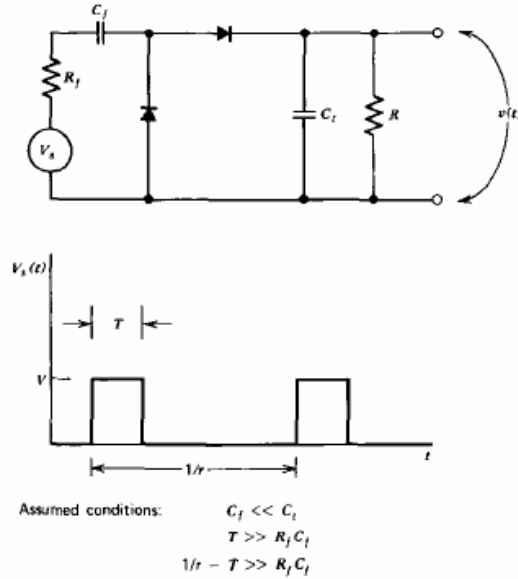 C_f
R_f
V_s
C_t
R
v(t)
V_s(t)
T
V
1/r
t
Assumed conditions: C_f << C_t
T >> R_f C_f
1/r - T >> R_f C_f